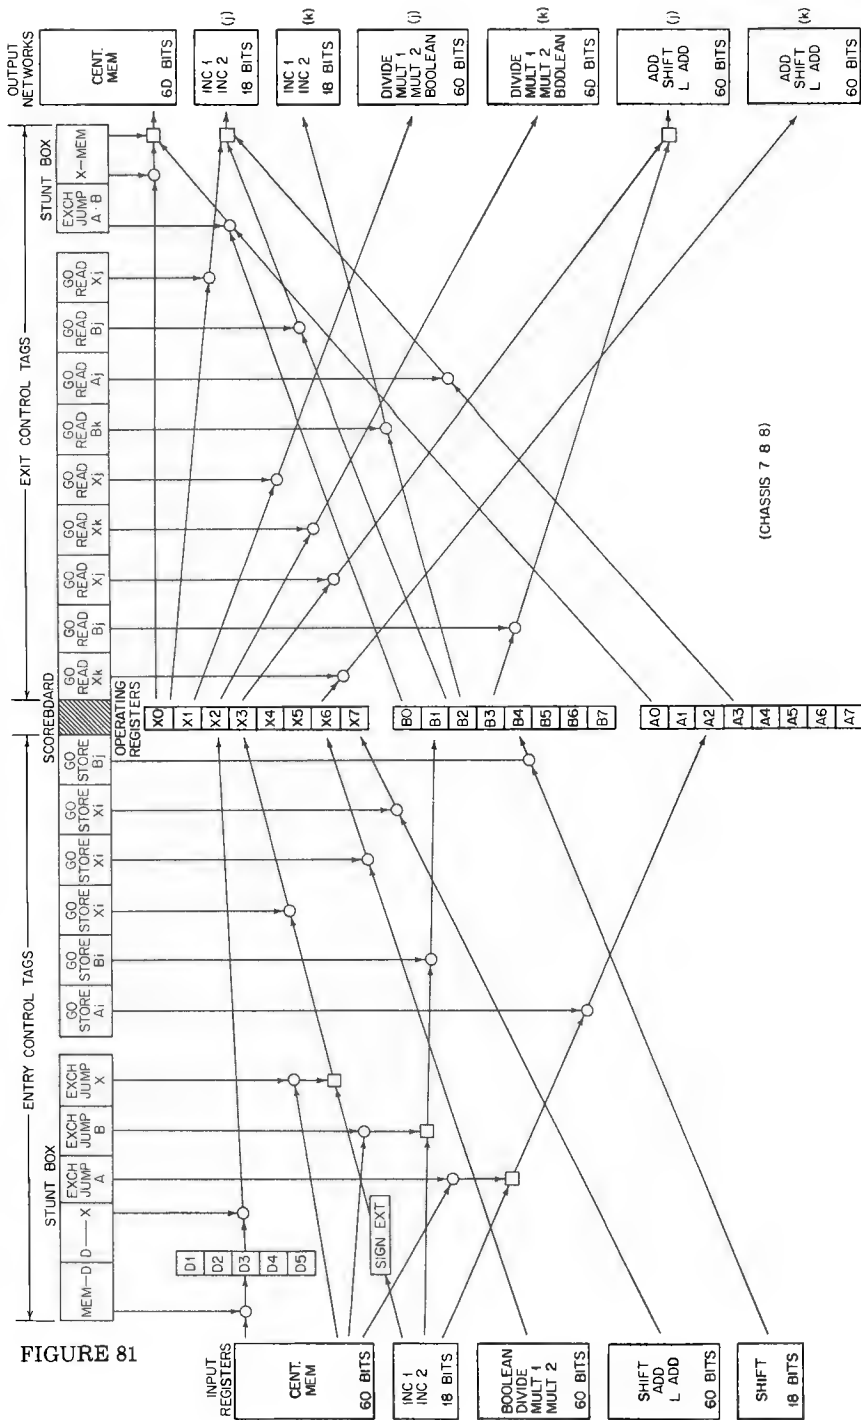 FIGURE 81
ENTRY CONTROL TAGS
EXIT CONTROL TAGS
STUNT BOX
SCOREBOARD
STUNT BOX
MEM—D
D——X
EXCH JUMP A
EXCH JUMP B
EXCH JUMP X
GO STORE Ai
GO STORE Bi
GO STORE Xi
GO STORE Xi
GO STORE Xi
GO STORE Bj
GO READ Xk
GO READ Bj
GO READ Xj
GO READ Xk
GO READ Xj
GO READ Bk
GO READ Aj
GO READ Bj
GO READ Xj
EXCH JUMP A·B
X—MEM
INPUT REGISTERS
CENT. MEM
60 BITS
INC 1
INC 2
18 BITS
BOOLEAN
DIVIDE
MULT 1
MULT 2
60 BITS
SHIFT
ADD
L ADD
60 BITS
SHIFT
18 BITS
D1
D2
D3
D4
D5
SIGN EXT
OPERATING REGISTERS
X0
X1
X2
X3
X4
X5
X6
X7
B0
B1
B2
B3
B4
B5
B6
B7
A0
A1
A2
A3
A4
A5
A6
A7
OUTPUT NETWORKS
CENT. MEM
6D BITS
INC 1
INC 2
18 BITS
(j)
INC 1
INC 2
18 BITS
(k)
DIVIDE
MULT 1
MULT 2
BOOLEAN
60 BITS
(j)
DIVIDE
MULT 1
MULT 2
BDDLEAN
6D BITS
(k)
ADD
SHIFT
L ADD
60 BITS
(j)
ADD
SHIFT
L ADD
60 BITS
(k)
(CHASSIS 7 8 8)